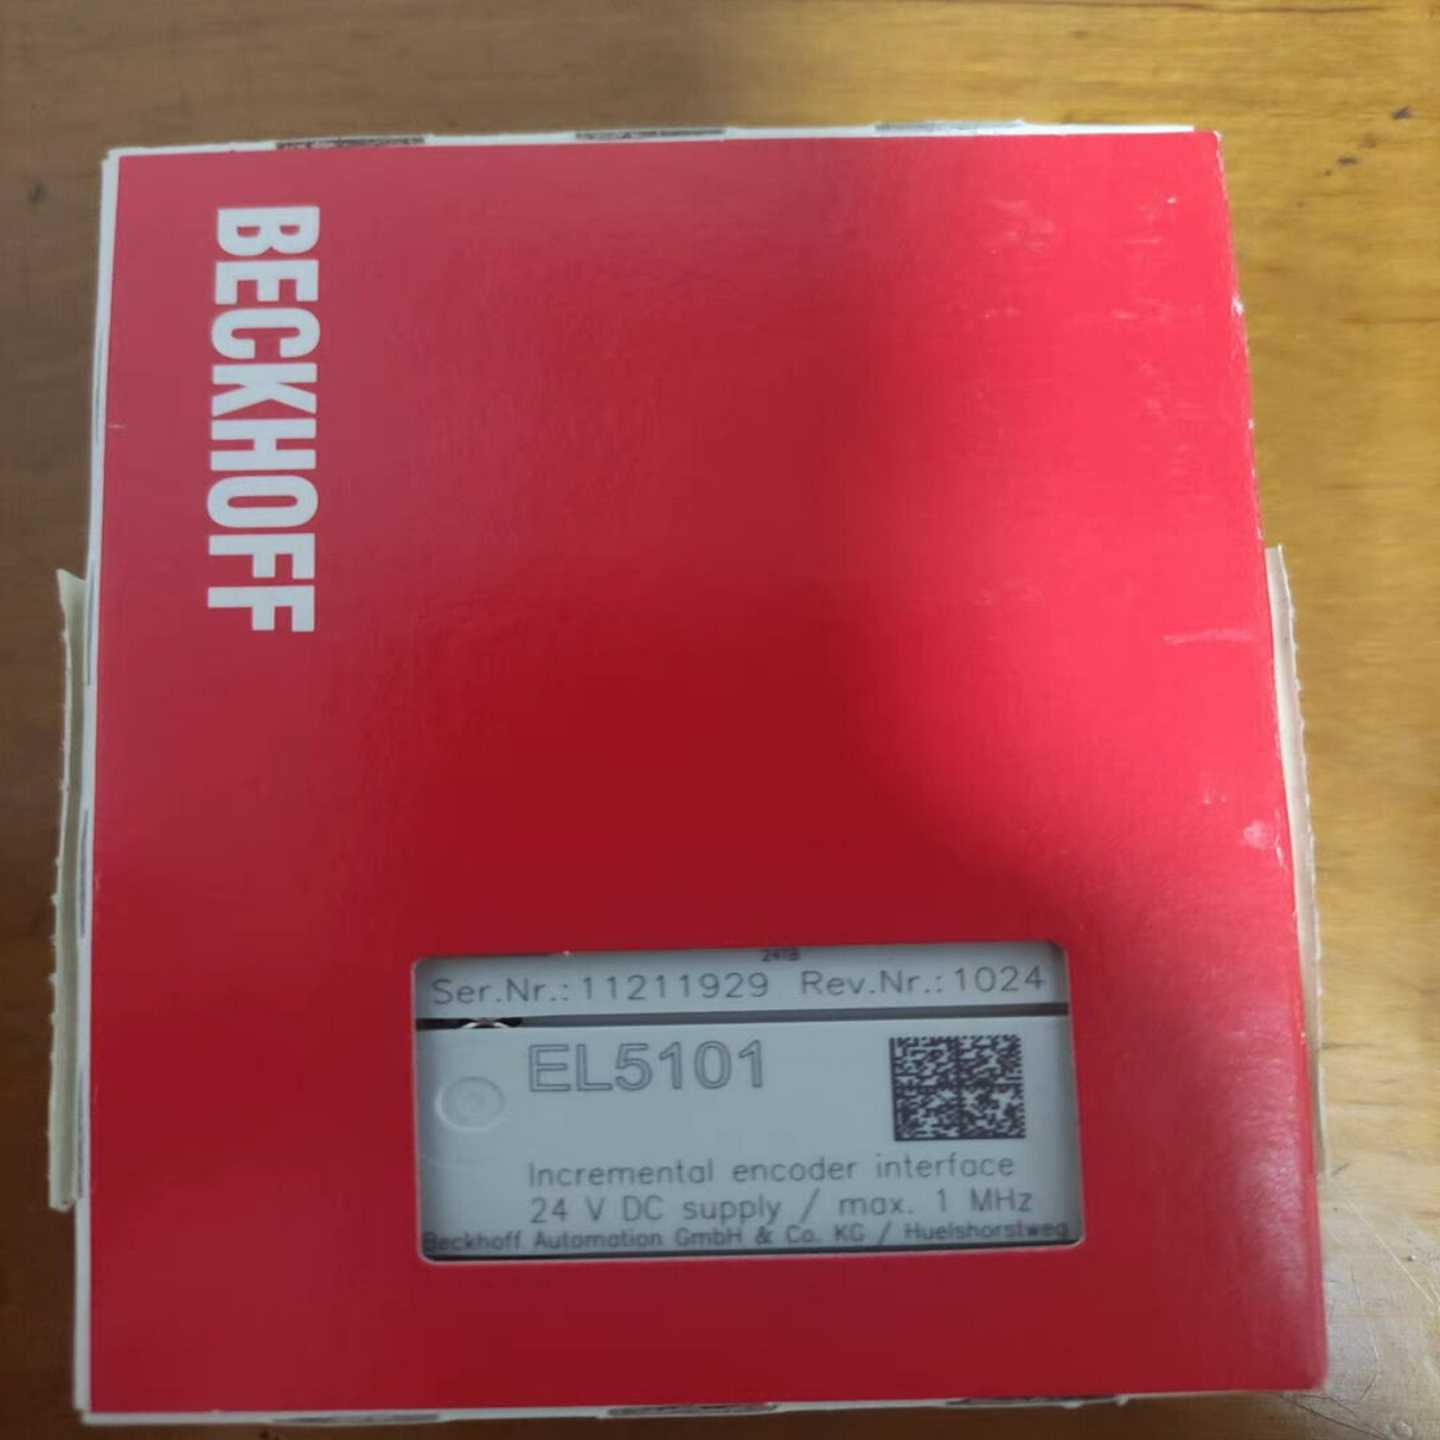 BECKHOFF
24TB
Ser.Nr.: 11211929 Rev.Nr.: 1024
EL5101
Incremental encoder interface
24 V DC supply / max. 1 MHz
Beckhoff Automation GmbH & Co. KG / Huelshorstweg